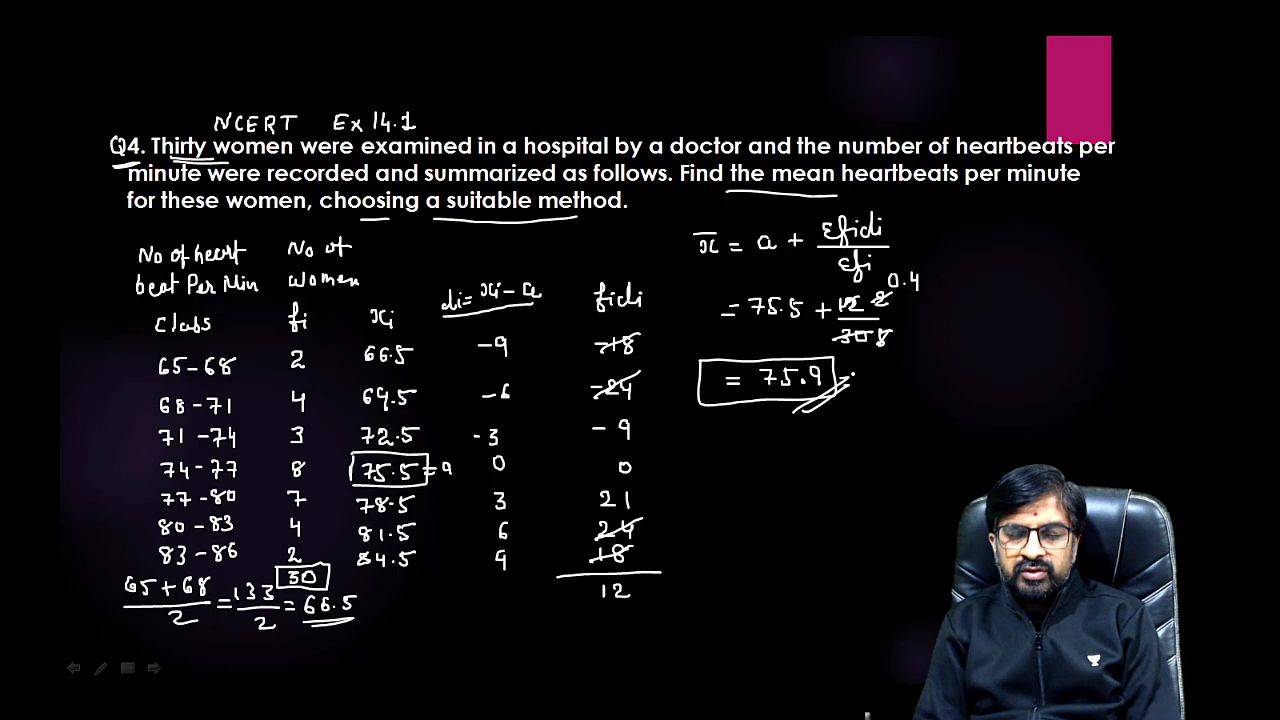 NCERT Ex 14.1
Q4. Thirty women were examined in a hospital by a doctor and the number of heartbeats per
minute were recorded and summarized as follows. Find the mean heartbeats per minute
for these women, choosing a suitable method.
No of heart beat Per Min No of women
Class fi xi di = xi - a fidi
65-68 2 66.5 -9 -18
68-71 4 69.5 -6 -24
71-74 3 72.5 -3 -9
74-77 8 75.5 = a 0 0
77-80 7 78.5 3 21
80-83 4 81.5 6 24
83-86 2 84.5 9 18
30 12
65+68/2 = 133/2 = 66.5
x̄ = a + Σfidi/Σfi
= 75.5 + 12/30 0.4
= 75.9